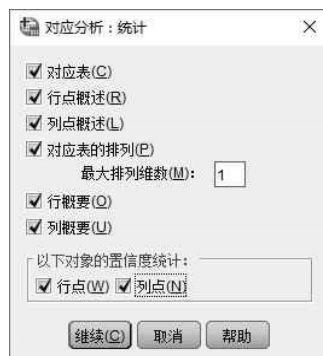 对应分析：统计
对应表(C)
行点概述(R)
列点概述(L)
对应表的排列(P)
最大排列维数(M)： 1
行概要(O)
列概要(U)
以下对象的置信度统计：
行点(W) 列点(N)
继续(C) 取消 帮助